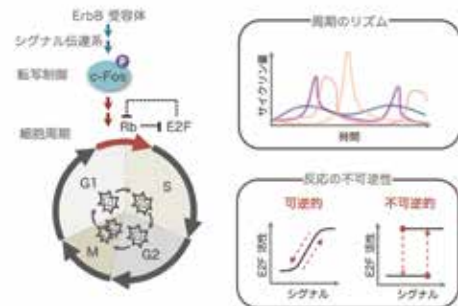 ErbB 受容体
シグナル伝達系
転写制御
P
c-Fos
Rb
E2F
細胞周期
G1
S
M
G2
周期のリズム
サイクリン量
時間
反応の不可逆性
可逆的
不可逆的
E2F 活性
シグナル
E2F 活性
シグナル